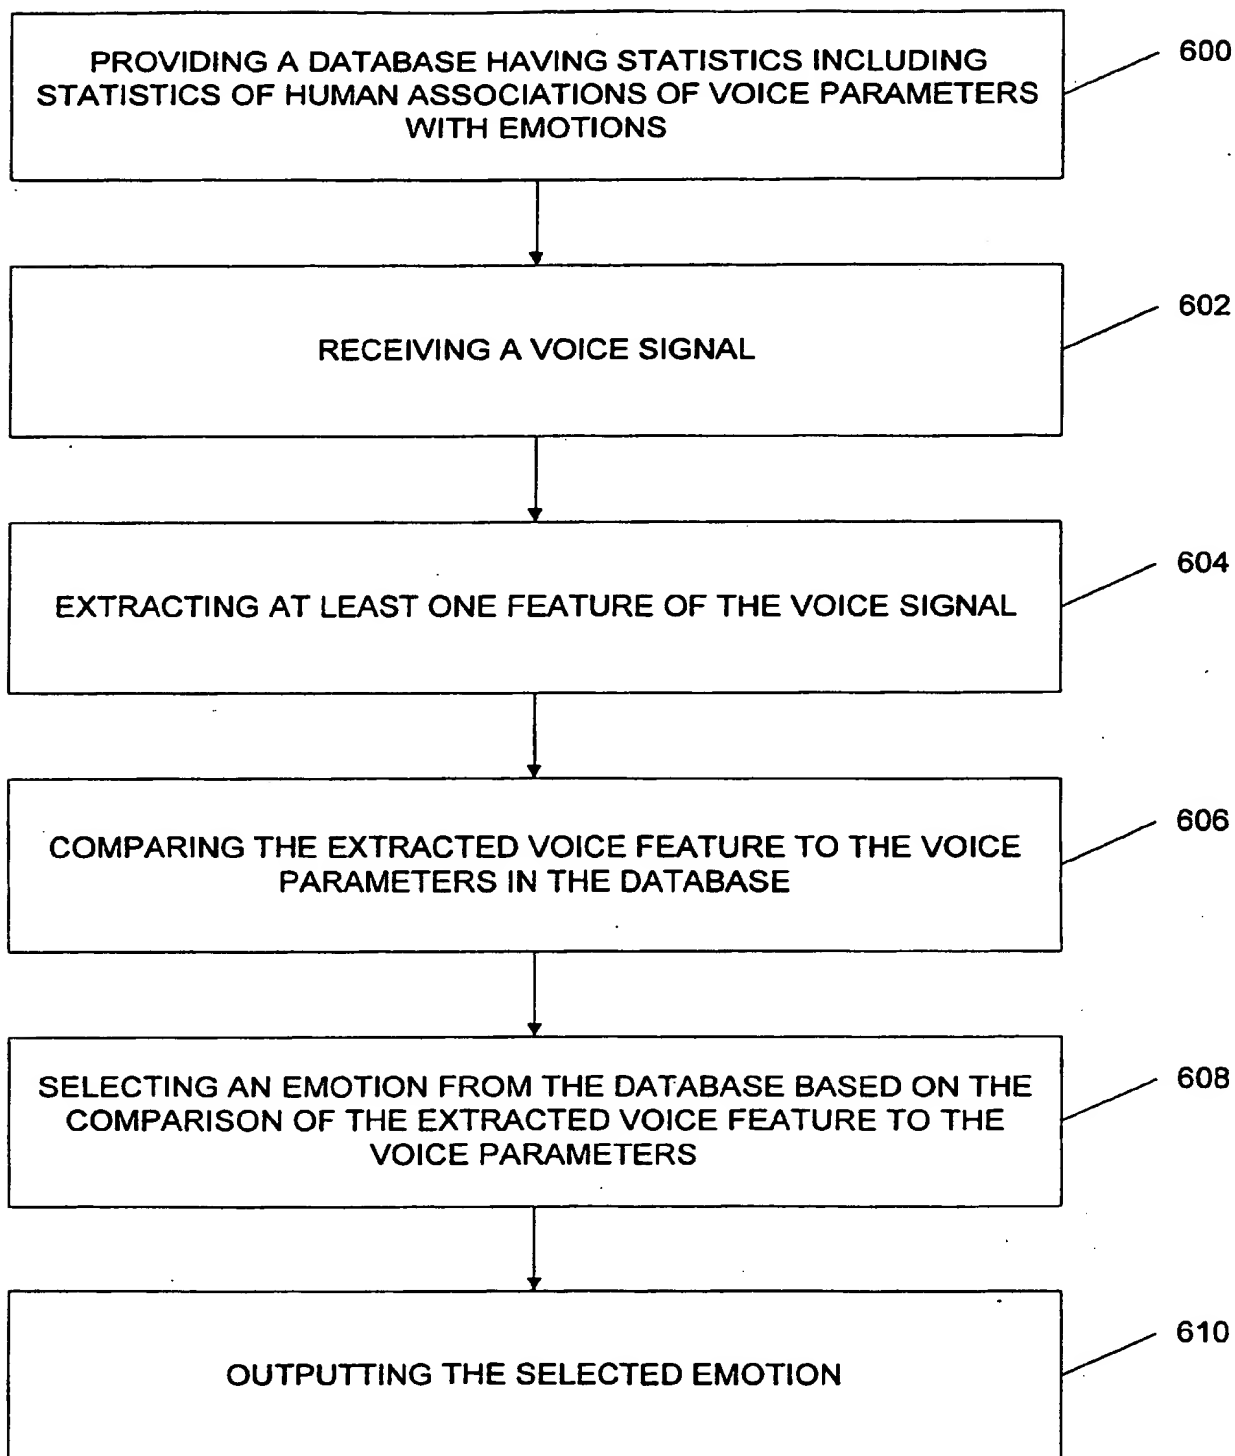 PROVIDING A DATABASE HAVING STATISTICS INCLUDING
STATISTICS OF HUMAN ASSOCIATIONS OF VOICE PARAMETERS
WITH EMOTIONS
600
RECEIVING A VOICE SIGNAL
602
EXTRACTING AT LEAST ONE FEATURE OF THE VOICE SIGNAL
604
COMPARING THE EXTRACTED VOICE FEATURE TO THE VOICE
PARAMETERS IN THE DATABASE
606
SELECTING AN EMOTION FROM THE DATABASE BASED ON THE
COMPARISON OF THE EXTRACTED VOICE FEATURE TO THE
VOICE PARAMETERS
608
OUTPUTTING THE SELECTED EMOTION
610